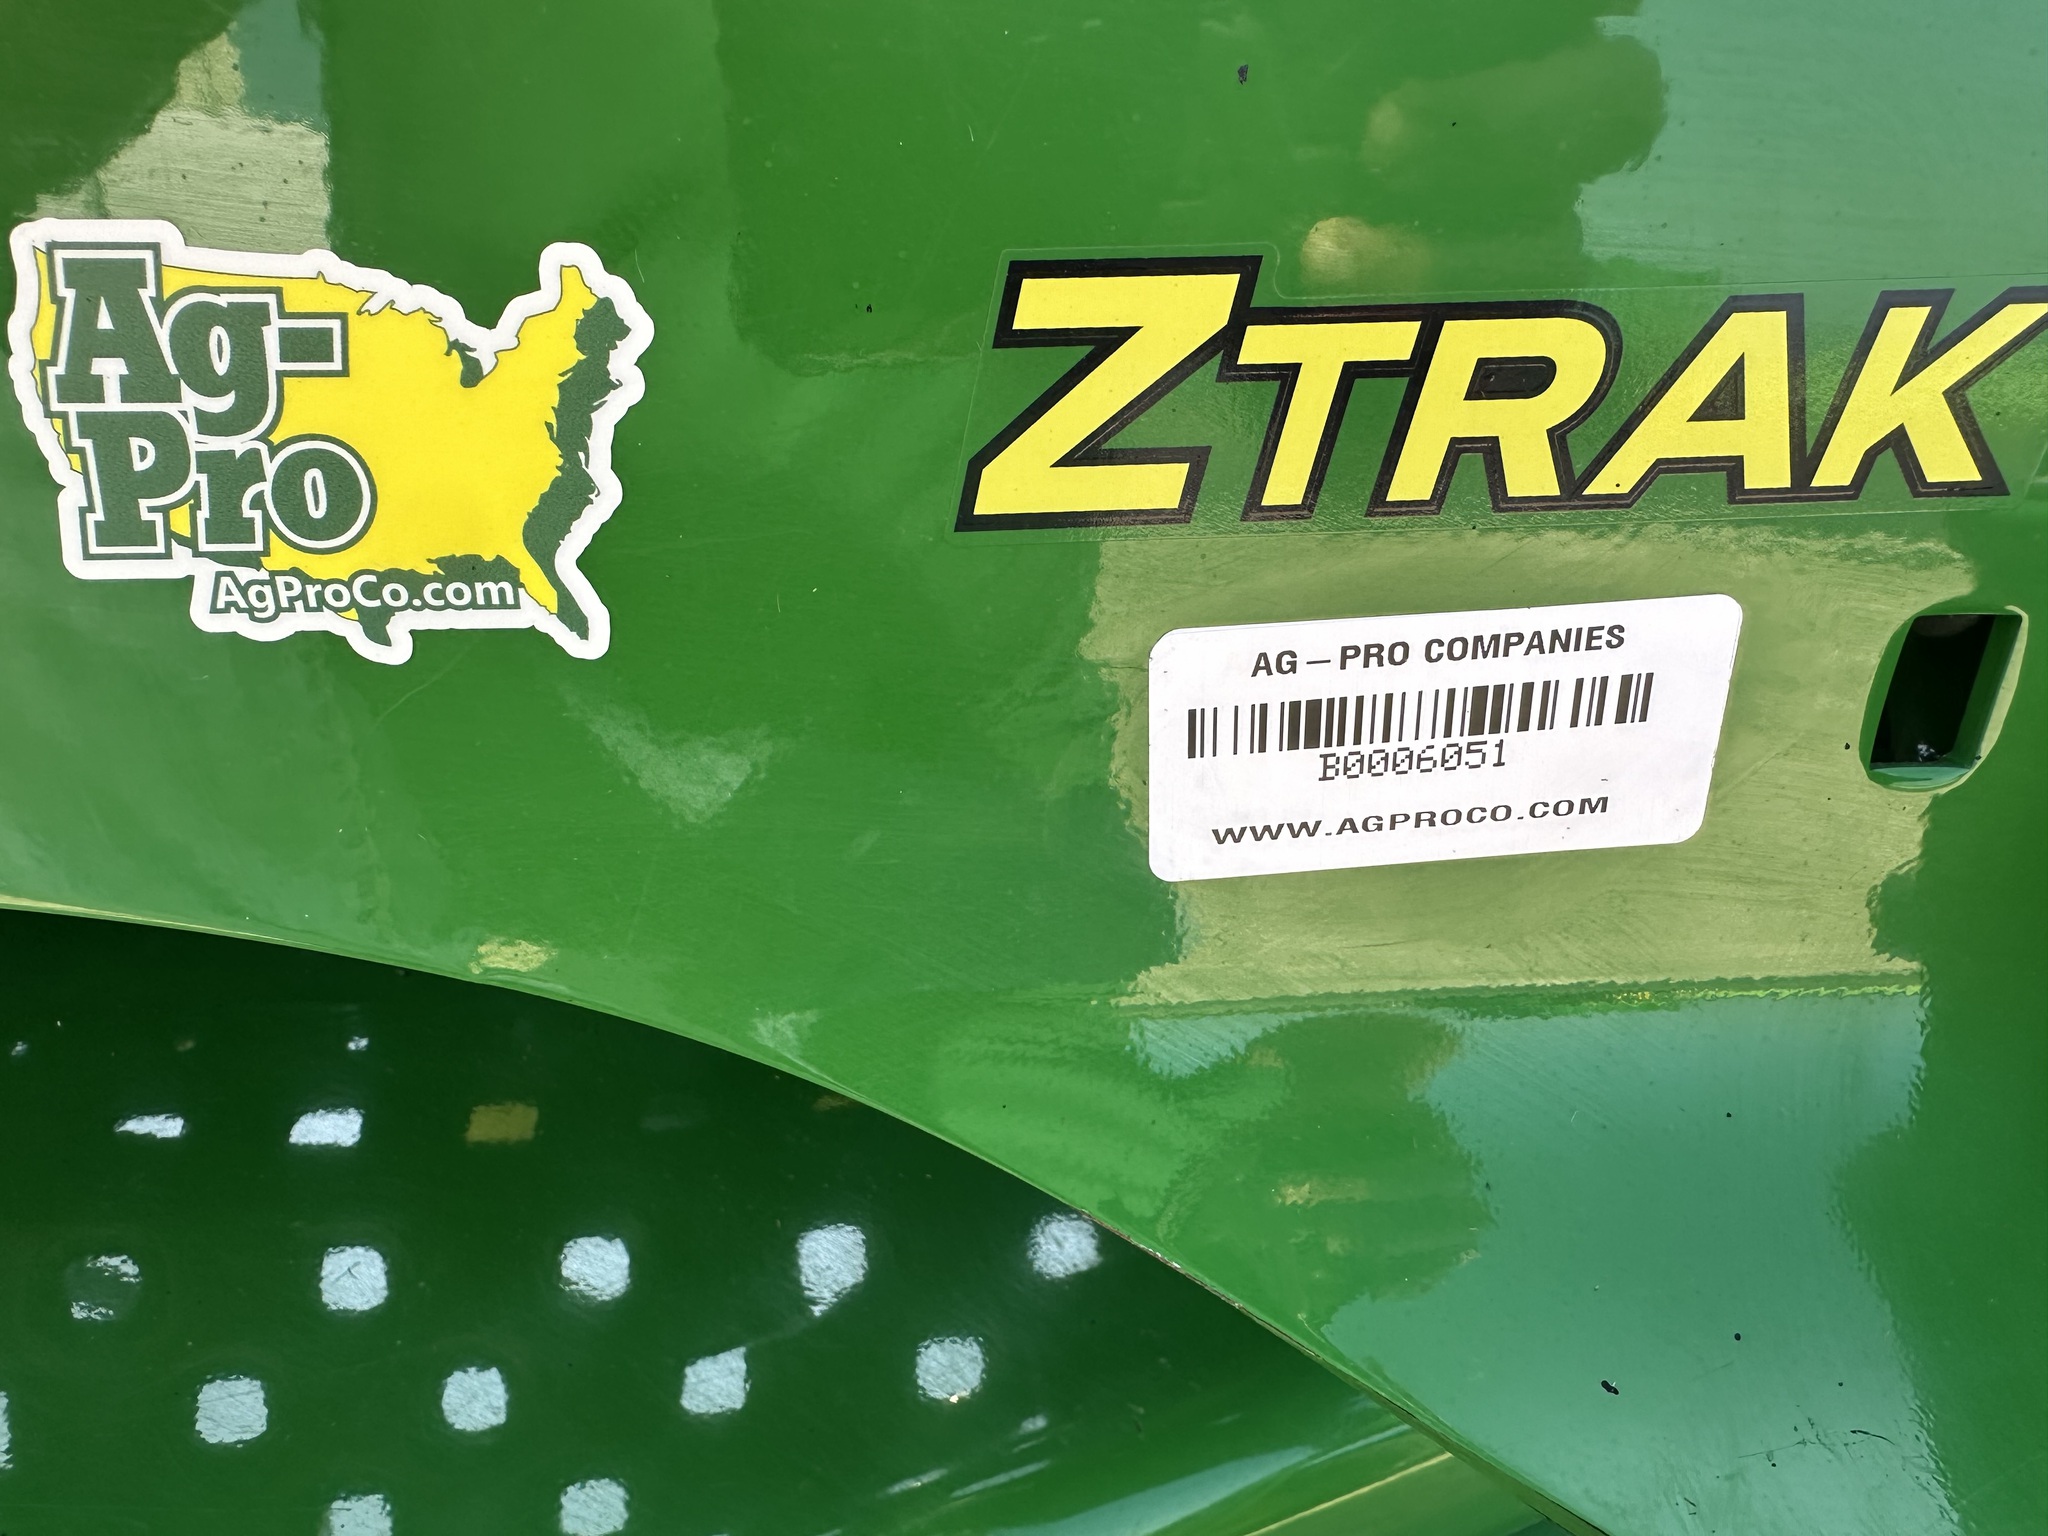 Ag-
Pro
AgProCo.com
ZTRAK
AG-PRO COMPANIES
B0006051
WWW.AGPROCO.COM